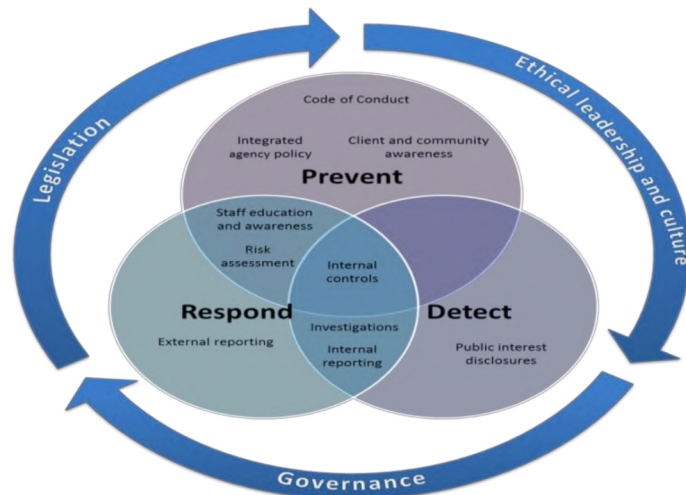 Legislation
Ethical leadership and culture
Code of Conduct
Integrated
agency policy
Client and community
awareness
Prevent
Staff education
and awareness
Risk
assessment
Internal
controls
Respond
Detect
External reporting
Investigations
Internal
reporting
Public interest
disclosures
Governance